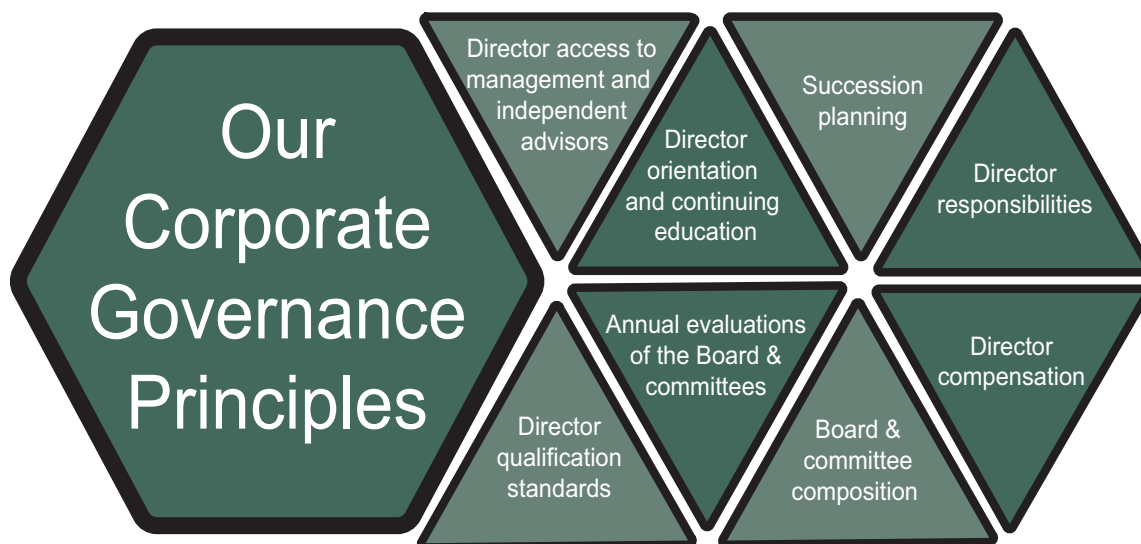 Our
Corporate
Governance
Principles
Director access to
management and
independent
advisors
Director
orientation
and continuing
education
Succession
planning
Director
responsibilities
Director
qualification
standards
Annual evaluations
of the Board &
committees
Board &
committee
composition
Director
compensation